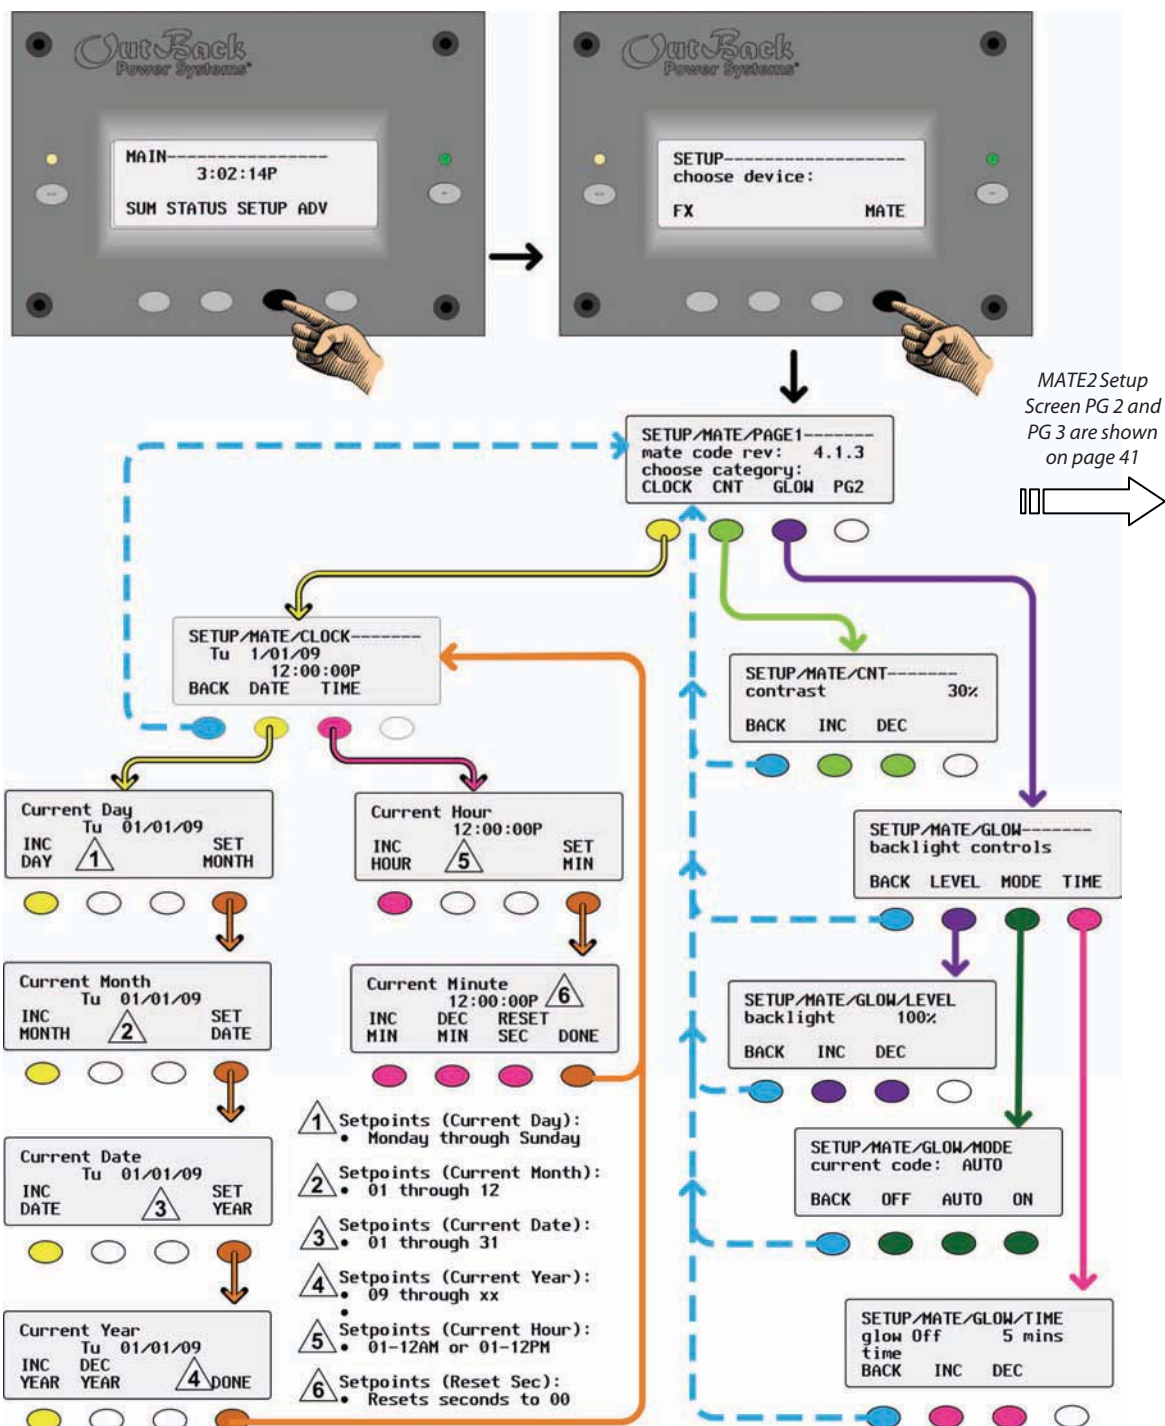 OutBack
Power Systems
MAIN-----------------
3:02:14P
SUM STATUS SETUP ADV
OutBack
Power Systems
SETUP-------------------
choose device:
FX MATE
MATE2 Setup
Screen PG 2 and
PG 3 are shown
on page 41
SETUP/MATE/PAGE1-------
mate code rev: 4.1.3
choose category:
CLOCK CNT GLOW PG2
SETUP/MATE/CLOCK-------
Tu 1/01/09
12:00:00P
BACK DATE TIME
SETUP/MATE/CNT-------
contrast 30%
BACK INC DEC
Current Day
Tu 01/01/09
INC SET
DAY 1 MONTH
Current Hour
12:00:00P
INC SET
HOUR 5 MIN
SETUP/MATE/GLOW-------
backlight controls
BACK LEVEL MODE TIME
Current Month
Tu 01/01/09
INC SET
MONTH 2 DATE
Current Minute
12:00:00P 6
INC DEC RESET
MIN MIN SEC DONE
SETUP/MATE/GLOW/LEVEL
backlight 100%
BACK INC DEC
Current Date
Tu 01/01/09
INC SET
DATE 3 YEAR
SETUP/MATE/GLOW/MODE
current code: AUTO
BACK OFF AUTO ON
Current Year
Tu 01/01/09
INC DEC
YEAR YEAR 4 DONE
SETUP/MATE/GLOW/TIME
glow Off 5 mins
time
BACK INC DEC
1 Setpoints (Current Day):
• Monday through Sunday
2 Setpoints (Current Month):
• 01 through 12
3 Setpoints (Current Date):
• 01 through 31
4 Setpoints (Current Year):
• 09 through xx
•
5 Setpoints (Current Hour):
• 01-12AM or 01-12PM
6 Setpoints (Reset Sec):
• Resets seconds to 00